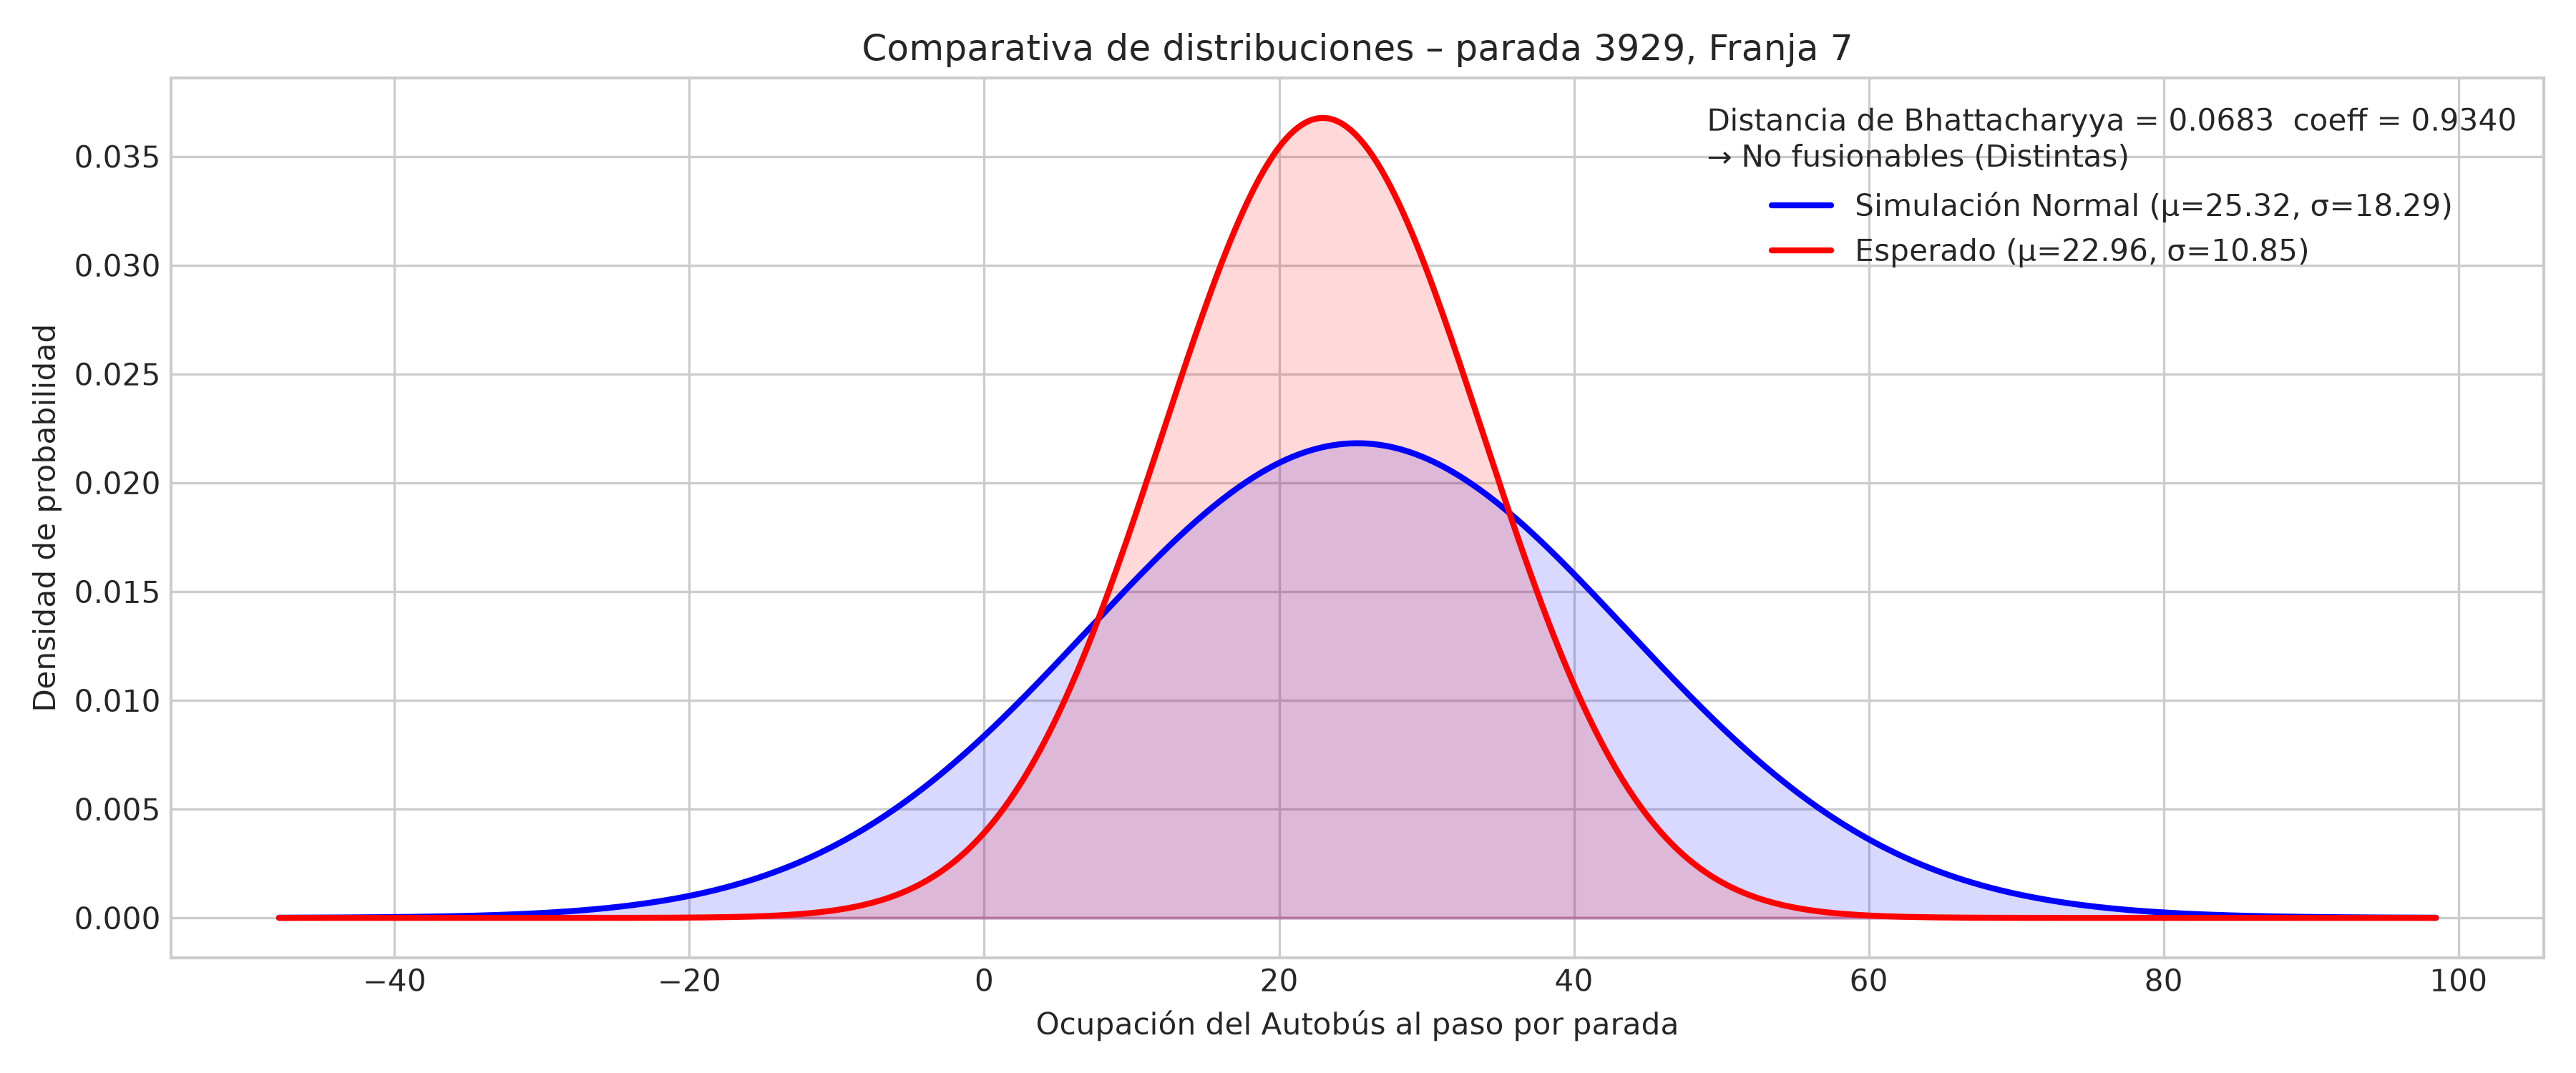 Comparativa de distribuciones – parada 3929, Franja 7
Distancia de Bhattacharyya = 0.0683  coeff = 0.9340
→ No fusionables (Distintas)
Simulación Normal (μ=25.32, σ=18.29)
Esperado (μ=22.96, σ=10.85)
Densidad de probabilidad
0.035
0.030
0.025
0.020
0.015
0.010
0.005
0.000
−40 −20 0 20 40 60 80 100
Ocupación del Autobús al paso por parada